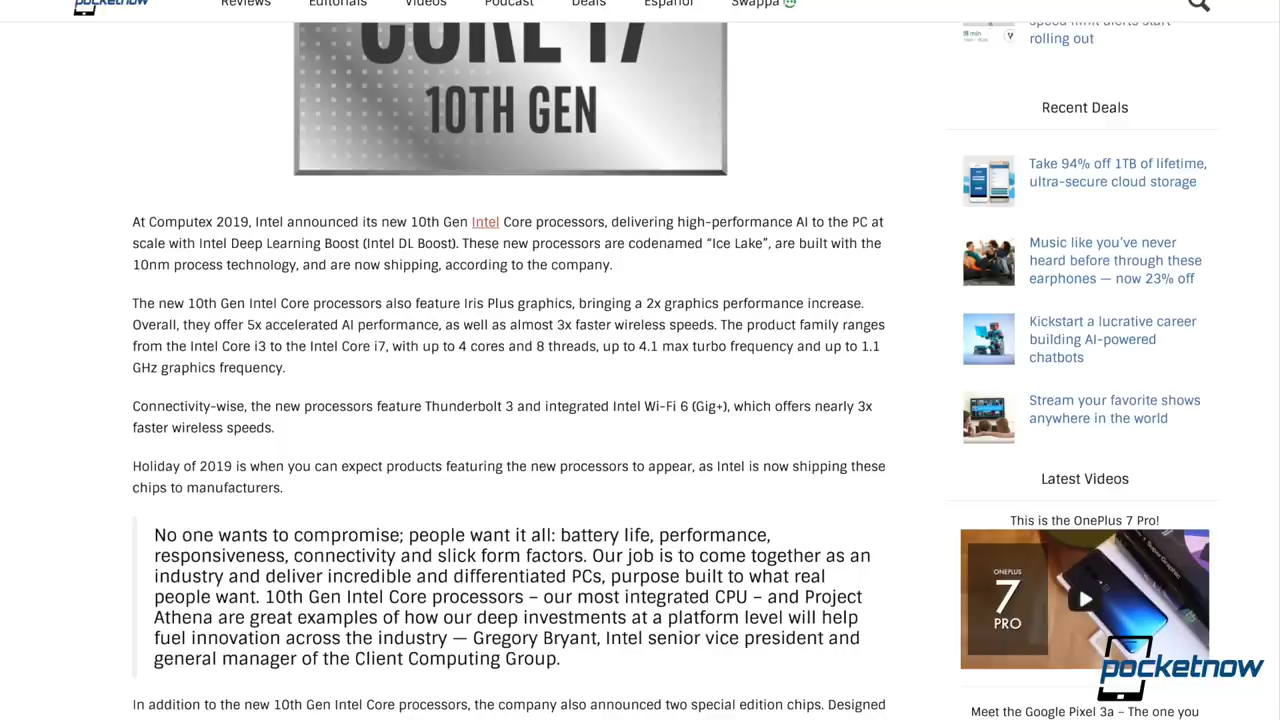 pocketnow
Reviews Editorials Videos Podcast Deals Español Swappa
CORE i7
10TH GEN
At Computex 2019, Intel announced its new 10th Gen Intel Core processors, delivering high-performance AI to the PC at
scale with Intel Deep Learning Boost (Intel DL Boost). These new processors are codenamed “Ice Lake”, are built with the
10nm process technology, and are now shipping, according to the company.
The new 10th Gen Intel Core processors also feature Iris Plus graphics, bringing a 2x graphics performance increase.
Overall, they offer 5x accelerated AI performance, as well as almost 3x faster wireless speeds. The product family ranges
from the Intel Core i3 to the Intel Core i7, with up to 4 cores and 8 threads, up to 4.1 max turbo frequency and up to 1.1
GHz graphics frequency.
Connectivity-wise, the new processors feature Thunderbolt 3 and integrated Intel Wi-Fi 6 (Gig+), which offers nearly 3x
faster wireless speeds.
Holiday of 2019 is when you can expect products featuring the new processors to appear, as Intel is now shipping these
chips to manufacturers.
No one wants to compromise; people want it all: battery life, performance,
responsiveness, connectivity and slick form factors. Our job is to come together as an
industry and deliver incredible and differentiated PCs, purpose built to what real
people want. 10th Gen Intel Core processors – our most integrated CPU – and Project
Athena are great examples of how our deep investments at a platform level will help
fuel innovation across the industry — Gregory Bryant, Intel senior vice president and
general manager of the Client Computing Group.
In addition to the new 10th Gen Intel Core processors, the company also announced two special edition chips. Designed
speed limit alerts start
rolling out
Recent Deals
Take 94% off 1TB of lifetime,
ultra-secure cloud storage
Music like you’ve never
heard before through these
earphones — now 23% off
Kickstart a lucrative career
building AI-powered
chatbots
Stream your favorite shows
anywhere in the world
Latest Videos
This is the OnePlus 7 Pro!
ONEPLUS
7
PRO
pocketnow
Meet the Google Pixel 3a – The one you